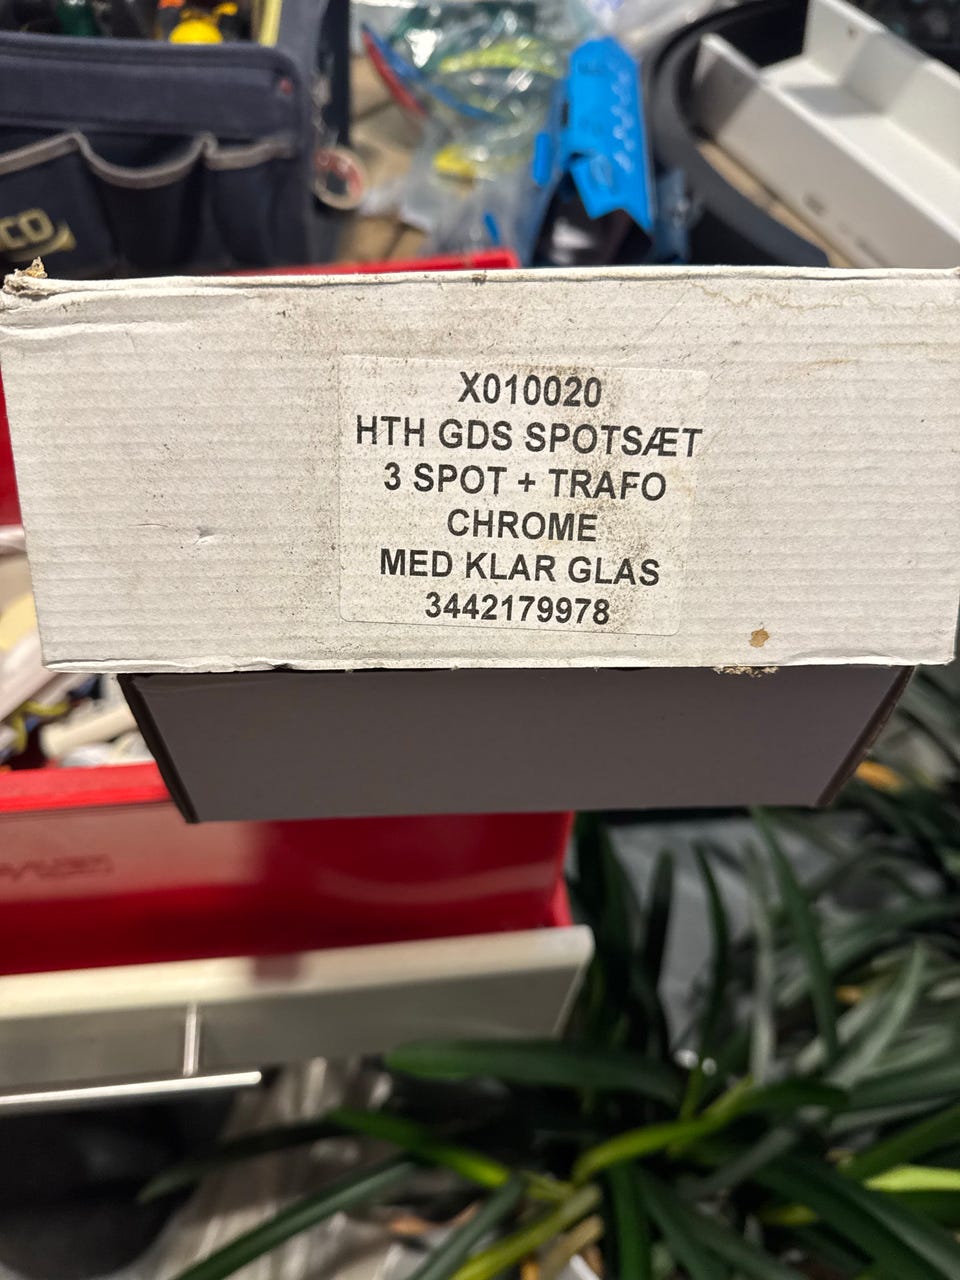 X010020
HTH GDS SPOTSÆT
3 SPOT + TRAFO
CHROME
MED KLAR GLAS
3442179978